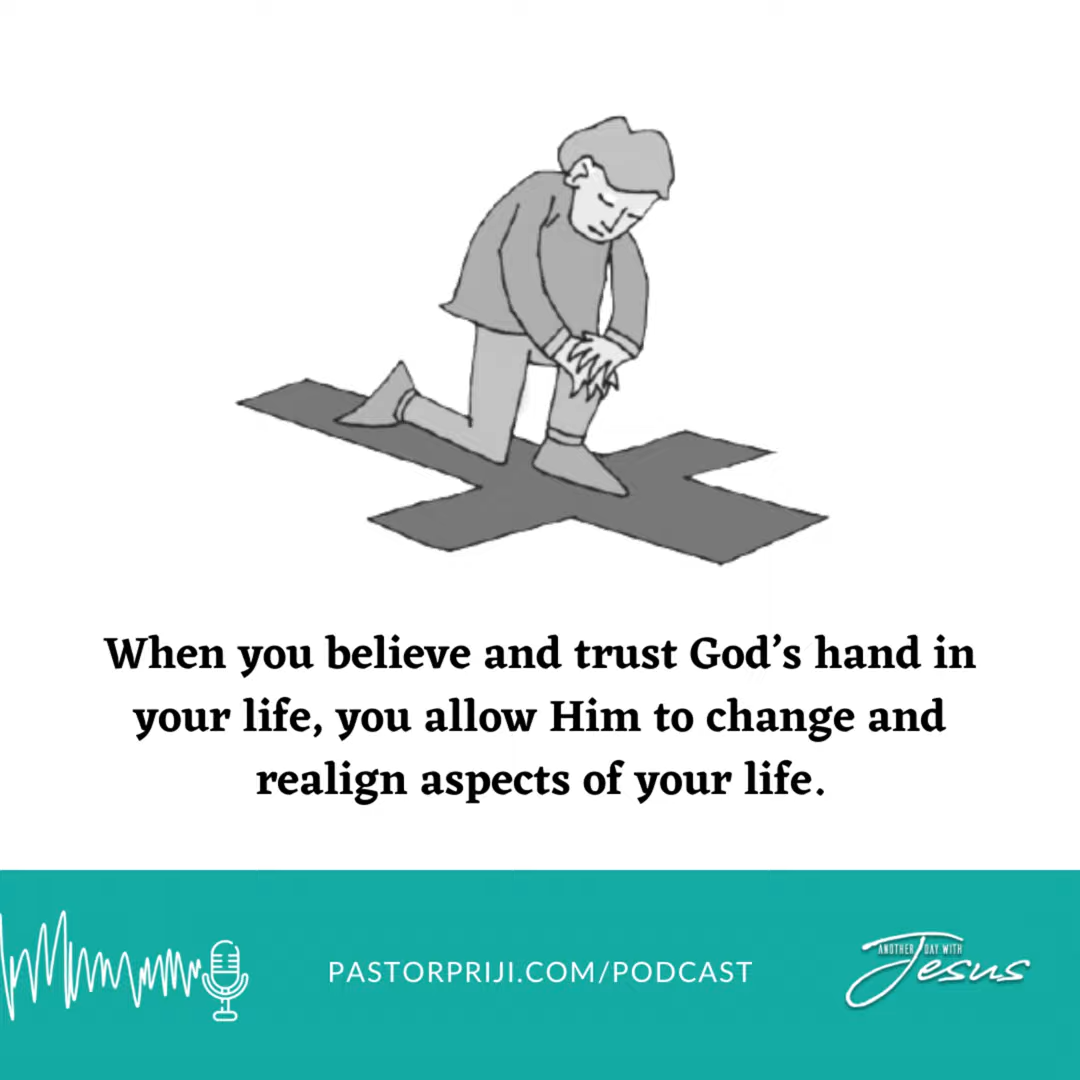 When you believe and trust God’s hand in
your life, you allow Him to change and
realign aspects of your life.
PASTORPRIJI.COM/PODCAST
ANOTHER DAY WITH
Jesus